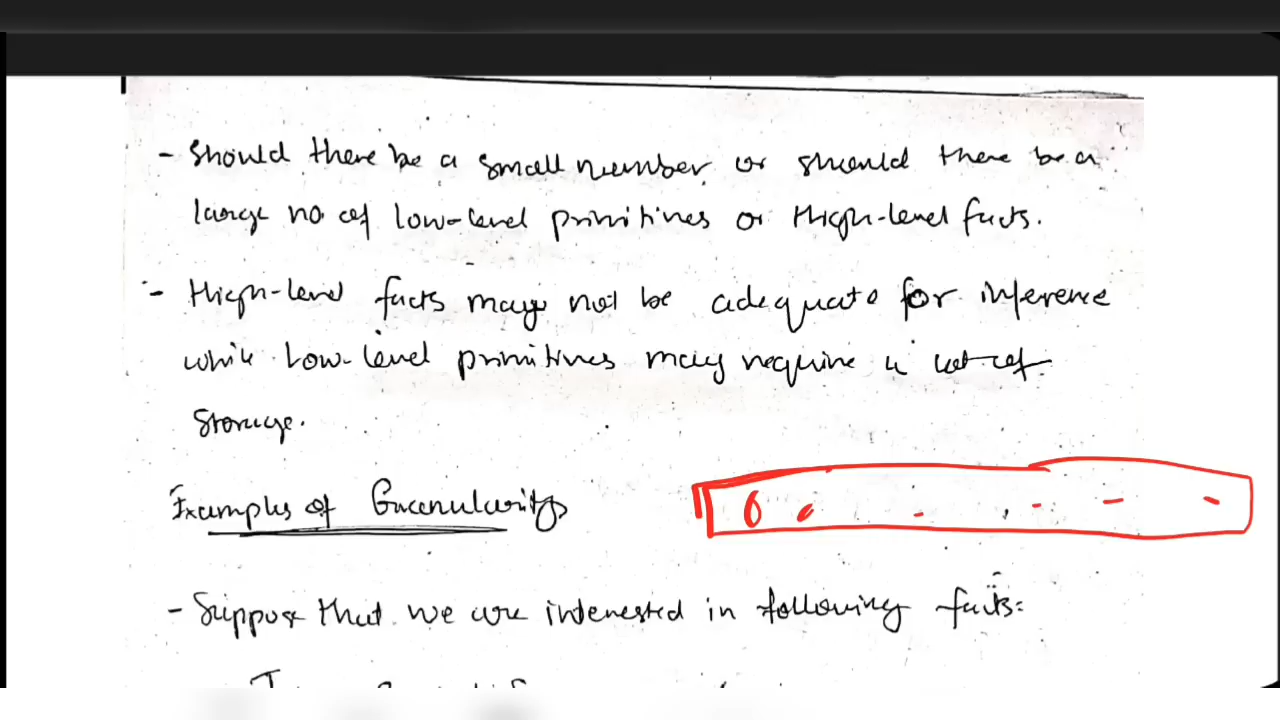 - Should there be a small number or should there be a
large no of low-level primitines or High-level facts.
- High-level facts may not be adequate for inference
while Low-level primitines may require a lot of
Storage.
Examples of Granularity
- Suppose that we are interested in following facts: